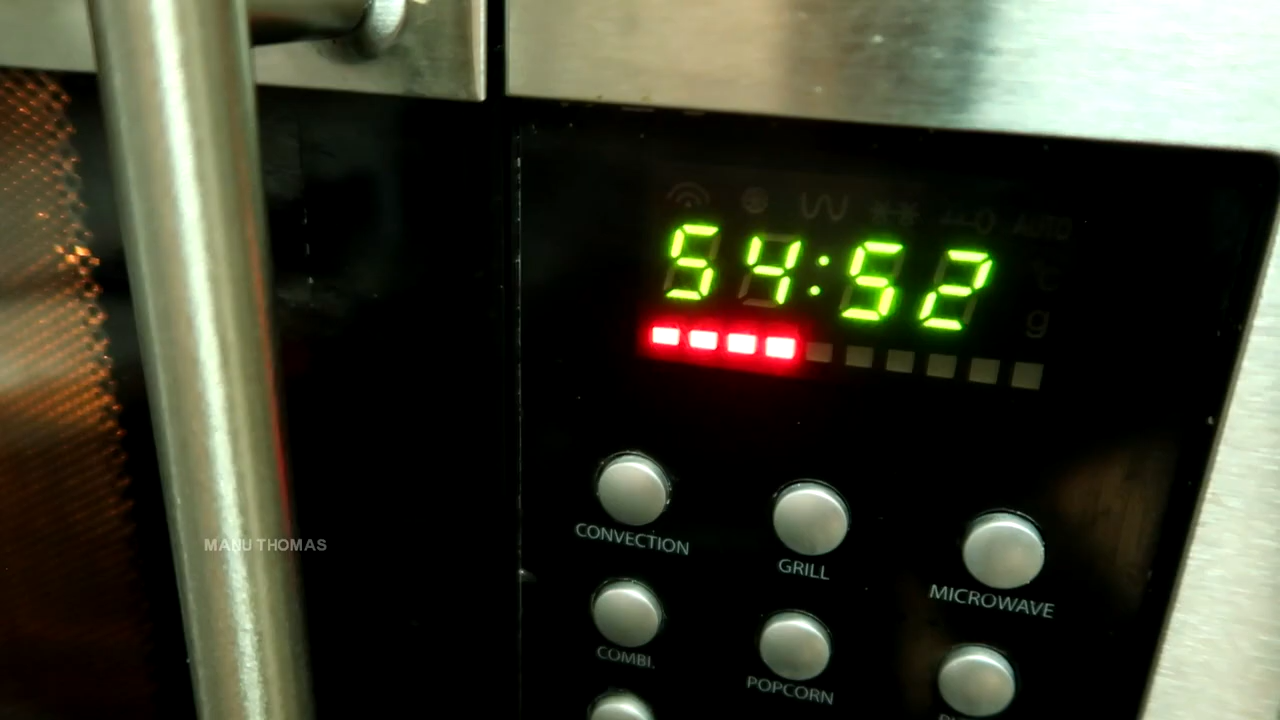 AUTO
54:52
°C
g
CONVECTION
GRILL
MICROWAVE
MANU THOMAS
COMBI.
POPCORN